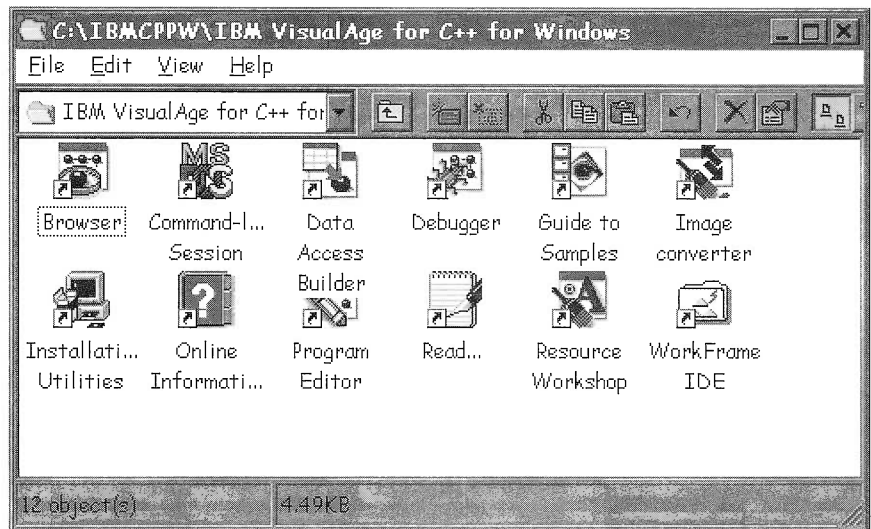 C:\IBMCPPW\IBM VisualAge for C++ for Windows
File Edit View Help
IBM VisualAge for C++ for
Browser
Command-l...
Session
Data
Access
Builder
Debugger
Guide to
Samples
Image
converter
Installati...
Utilities
Online
Informati...
Program
Editor
Read...
Resource
Workshop
WorkFrame
IDE
12 object(s)
4.49KB